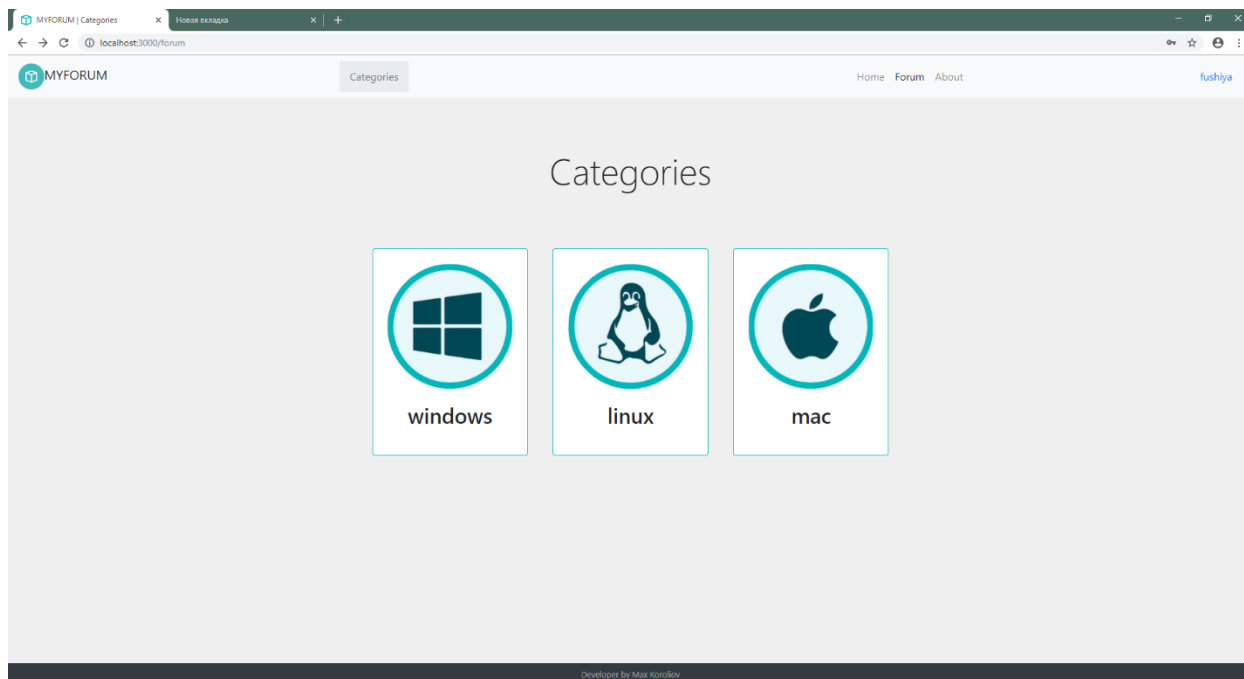 MYFORUM | Categories
Новая вкладка
localhost:3000/forum
MYFORUM
Categories
Home Forum About
fushiya
Categories
windows
linux
mac
Developer by Max Koroliov